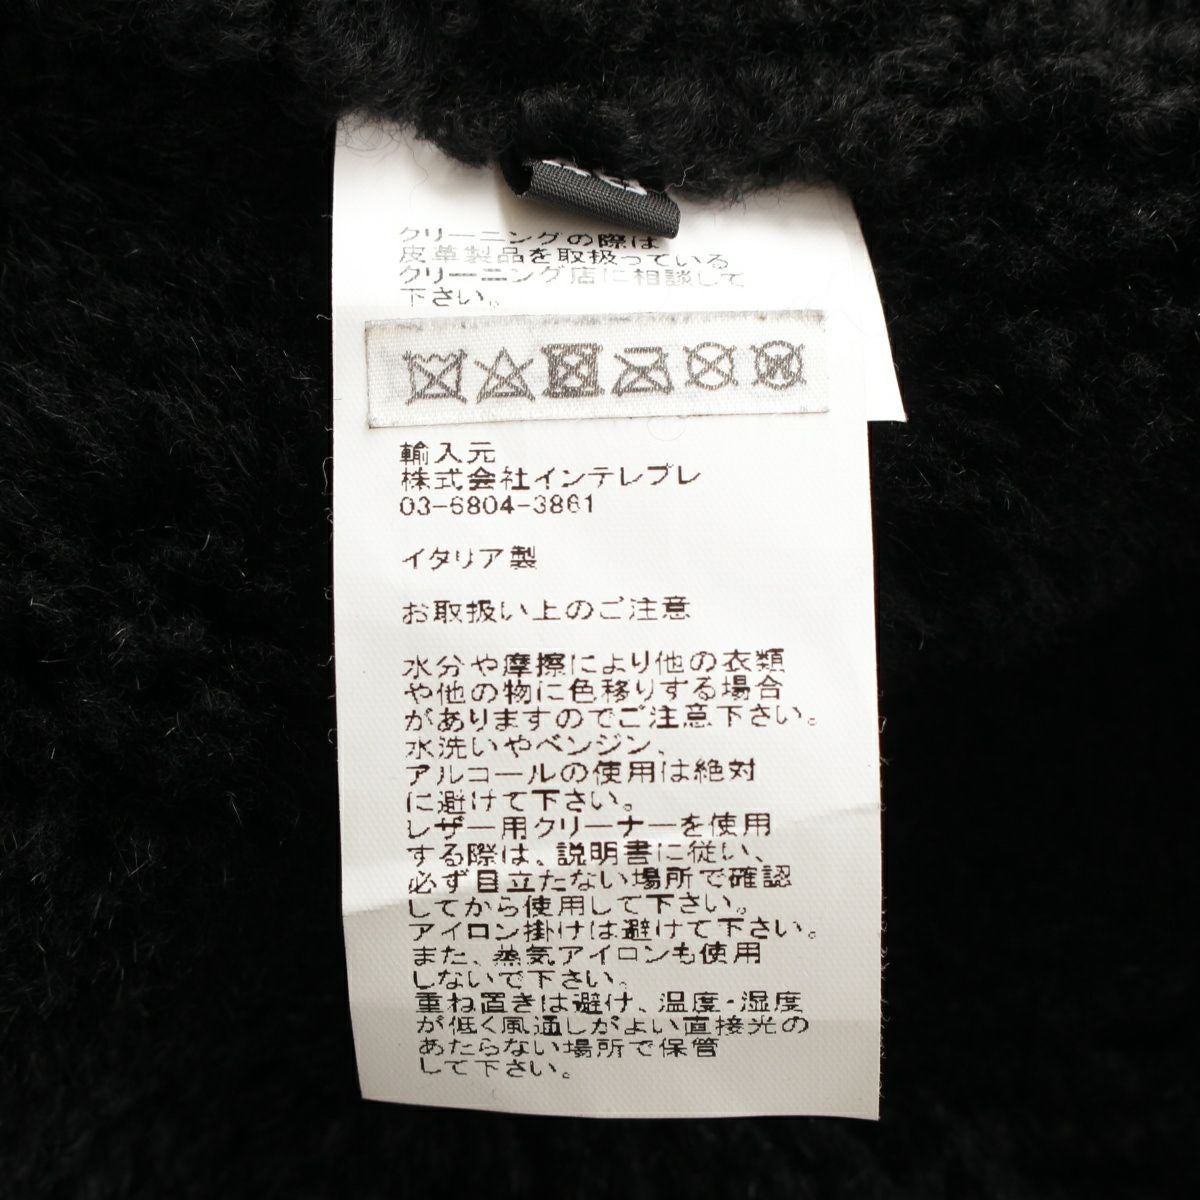 クリーニングの際は
皮革製品を取扱っている
クリーニング店に相談して
下さい。
輸入元
株式会社インテレプレ
03-6804-3861
イタリア製
お取扱い上のご注意
水分や摩擦により他の衣類
や他の物に色移りする場合
がありますのでご注意下さい。
水洗いやベンジン、
アルコールの使用は絶対
に避けて下さい。
レザー用クリーナーを使用
する際は、説明書に従い、
必ず目立たない場所で確認
してから使用して下さい。
アイロン掛けは避けて下さい。
また、蒸気アイロンも使用
しないで下さい。
重ね置きは避け、温度・湿度
が低く風通しがよい直接光の
あたらない場所で保管
して下さい。